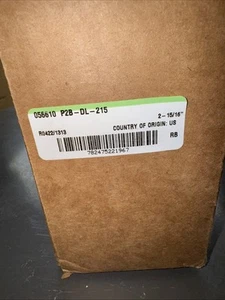 056610 P2B-DL-215
2-15/16"
R0422/1313
COUNTRY OF ORIGIN: US
RB
782475221967